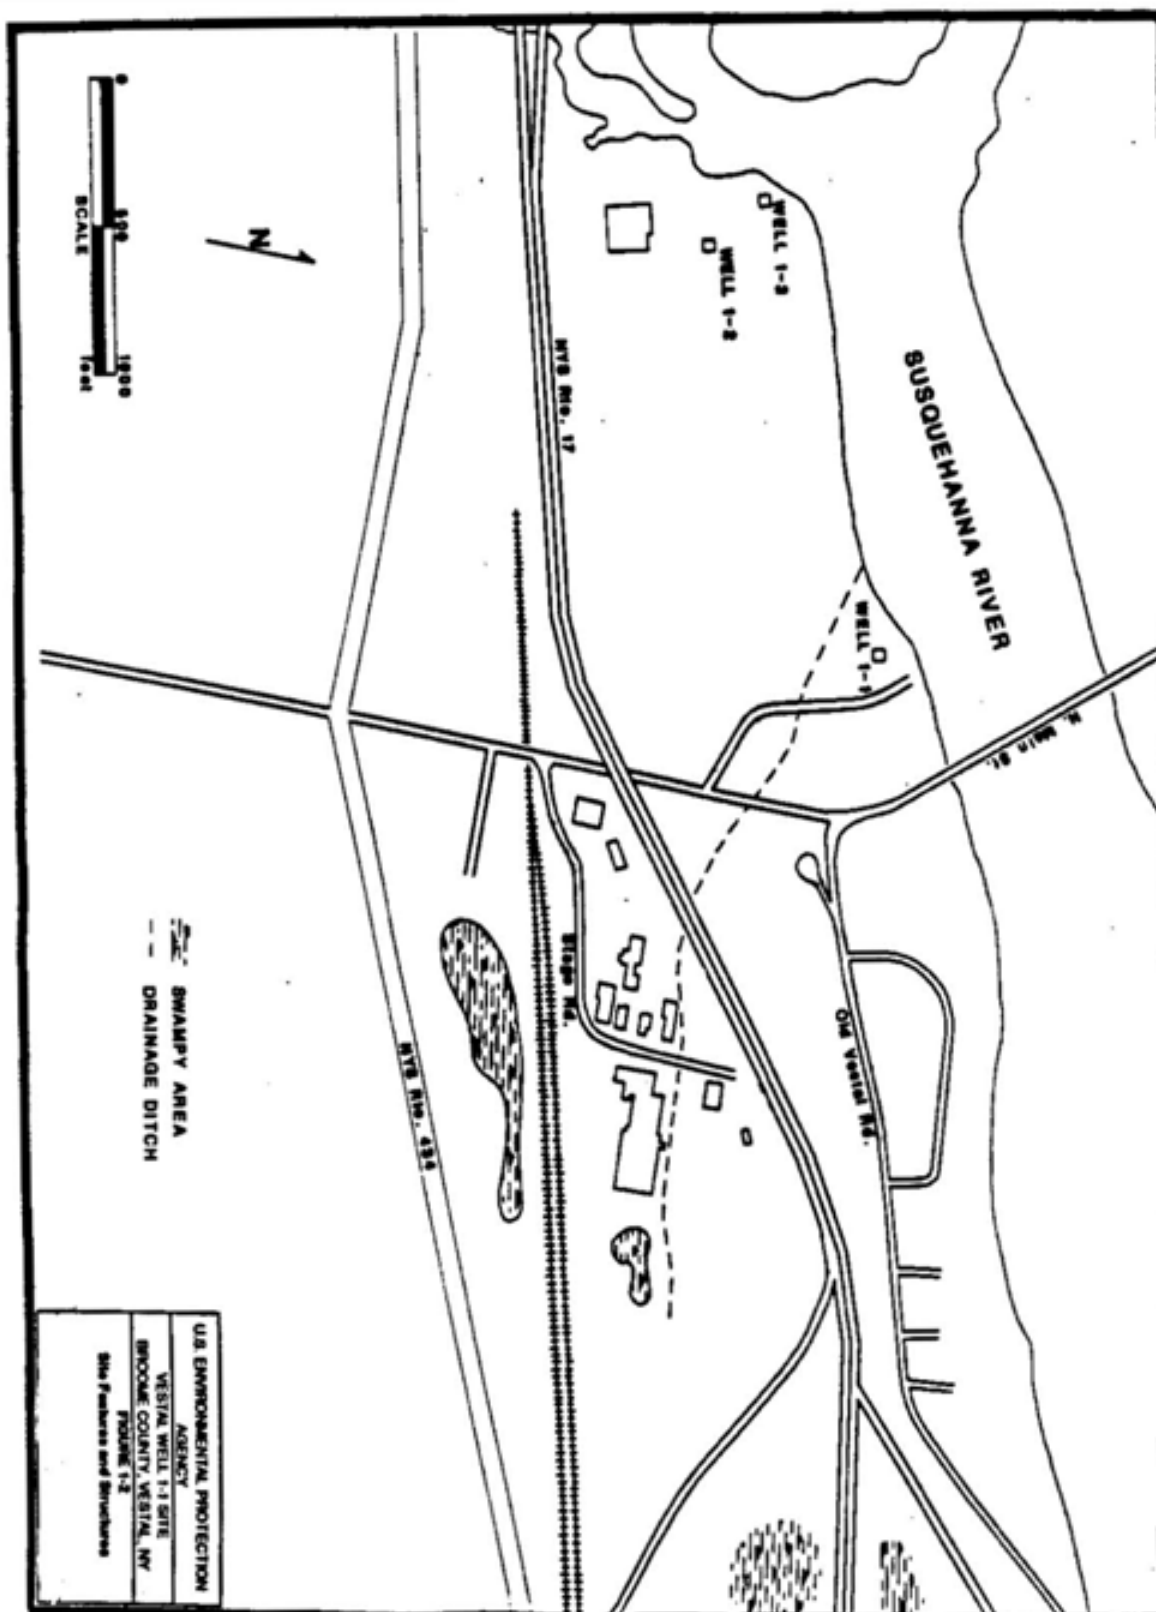 SUSQUEHANNA RIVER
WELL 1-3
WELL 1-2
WELL 1-1
N. Main St.
Old Vestal Rd.
NYS Rte. 17
Stage Rd.
NYS Rte. 434
N
0 500 1000
SCALE feet
SWAMPY AREA
DRAINAGE DITCH
U.S. ENVIRONMENTAL PROTECTION
AGENCY
VESTAL WELL 1-1 SITE
BROOME COUNTY, VESTAL, NY
FIGURE 1-2
Site Features and Structures